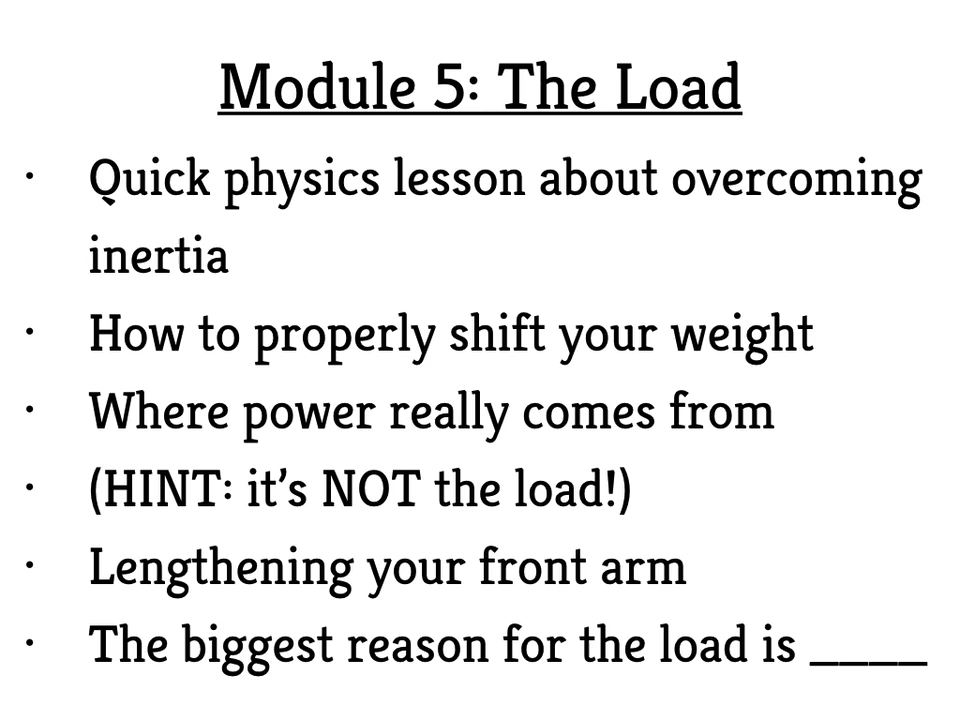 Module 5: The Load
· Quick physics lesson about overcoming
inertia
· How to properly shift your weight
· Where power really comes from
· (HINT: it’s NOT the load!)
· Lengthening your front arm
· The biggest reason for the load is ____